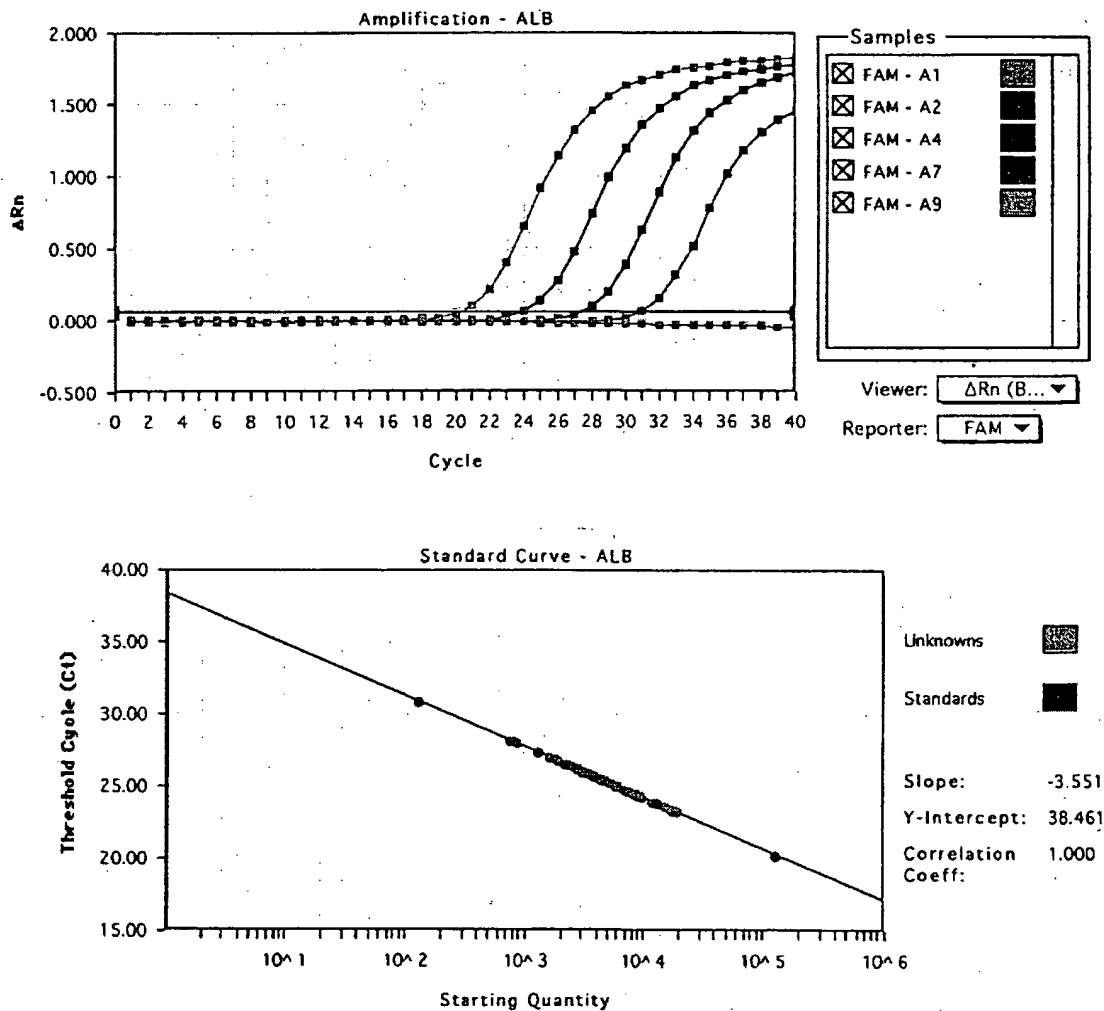 Amplification - ALB
2.000
1.500
1.000
0.500
0.000
-0.500
ΔRn
0 2 4 6 8 10 12 14 16 18 20 22 24 26 28 30 32 34 36 38 40
Cycle
Samples
FAM - A1
FAM - A2
FAM - A4
FAM - A7
FAM - A9
Viewer: ΔRn (B... ▼
Reporter: FAM ▼
Standard Curve - ALB
40.00
35.00
30.00
25.00
20.00
15.00
Threshold Cycle (Ct)
10^1 10^2 10^3 10^4 10^5 10^6
Starting Quantity
Unknowns
Standards
Slope: -3.551
Y-Intercept: 38.461
Correlation 1.000
Coeff: